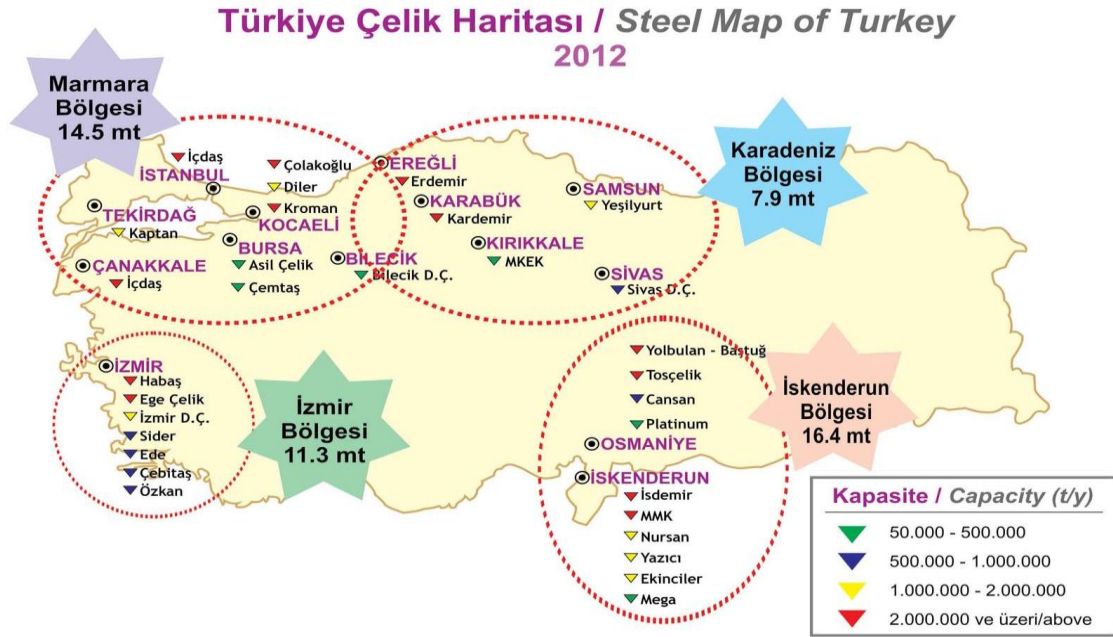 Türkiye Çelik Haritası / Steel Map of Turkey
2012
Marmara
Bölgesi
14.5 mt
Karadeniz
Bölgesi
7.9 mt
İçdaş
İSTANBUL
Çolakoğlu
Diler
Kroman
KOCAELİ
TEKİRDAĞ
Kaptan
BURSA
Asil Çelik
Çemtaş
BİLECİK
Bilecik D.Ç.
ÇANAKKALE
İçdaş
EREĞLİ
Erdemir
KARABÜK
Kardemir
SAMSUN
Yeşilyurt
KIRIKKALE
MKEK
SİVAS
Sivas D.Ç.
İZMİR
Habaş
Ege Çelik
İzmir D.Ç.
Sider
Ede
Çebitaş
Özkan
İzmir
Bölgesi
11.3 mt
Yolbulan - Baştuğ
Tosçelik
Cansan
Platinum
OSMANİYE
İSKENDERUN
İsdemir
MMK
Nursan
Yazıcı
Ekinciler
Mega
İskenderun
Bölgesi
16.4 mt
Kapasite / Capacity (t/y)
50.000 - 500.000
500.000 - 1.000.000
1.000.000 - 2.000.000
2.000.000 ve üzeri/above